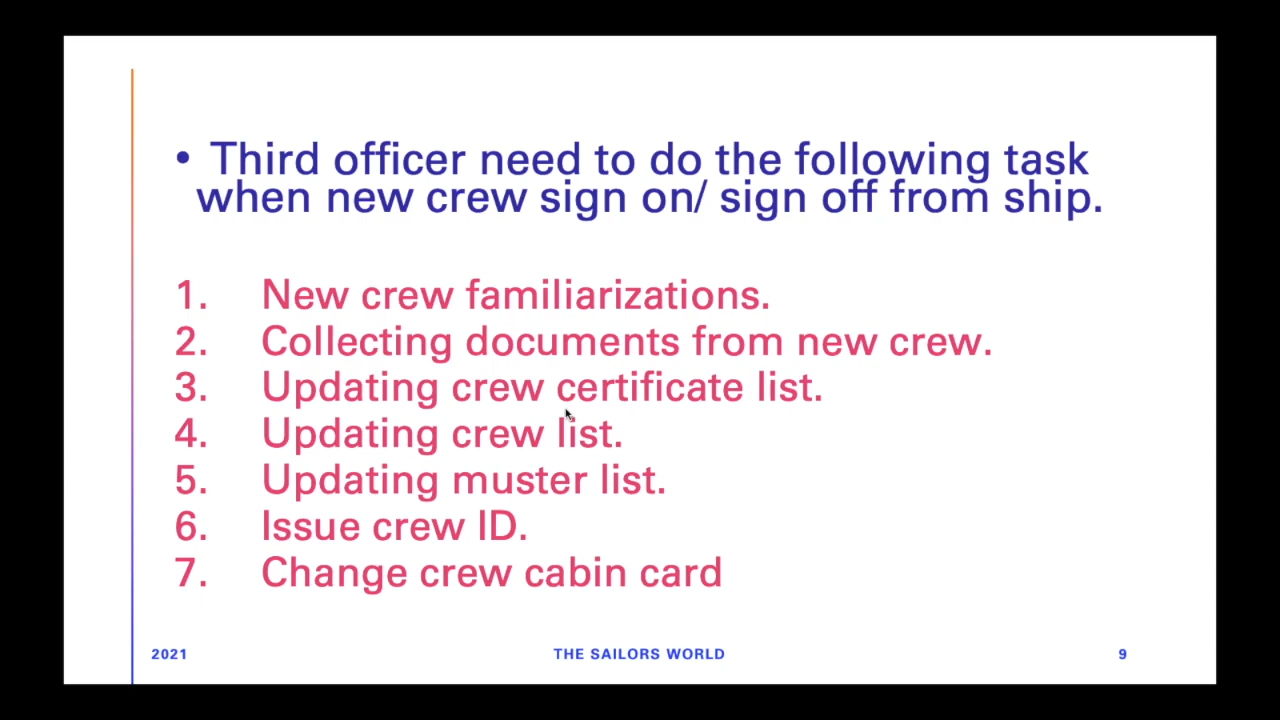 • Third officer need to do the following task
when new crew sign on/ sign off from ship.
1. New crew familiarizations.
2. Collecting documents from new crew.
3. Updating crew certificate list.
4. Updating crew list.
5. Updating muster list.
6. Issue crew ID.
7. Change crew cabin card
2021 THE SAILORS WORLD 9